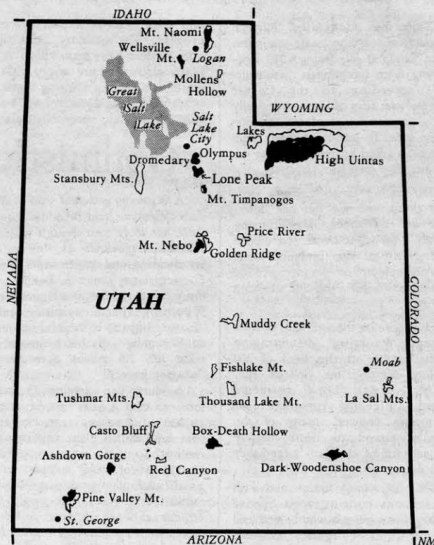 IDAHO
Mt. Naomi
Wellsville
Mt.
Logan
Mollens
Hollow
Great
Salt
Lake
WYOMING
Salt
Lake
City
Lakes
Olympus
Dromedary
High Uintas
Stansbury Mts.
Lone Peak
Mt. Timpanogos
Price River
Mt. Nebo
Golden Ridge
NEVADA
UTAH
COLORADO
Muddy Creek
Fishlake Mt.
Moab
Tushmar Mts.
Thousand Lake Mt.
La Sal Mts.
Casto Bluff
Box-Death Hollow
Ashdown Gorge
Red Canyon
Dark-Woodenshoe Canyon
Pine Valley Mt.
St. George
ARIZONA
NM